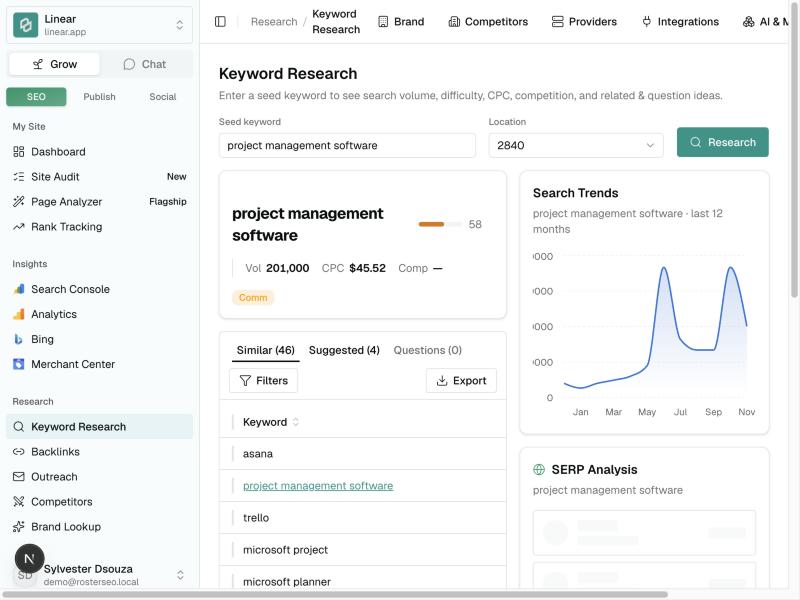 Linear
linear.app
Grow
Chat
SEO
Publish
Social
My Site
Dashboard
Site Audit New
Page Analyzer Flagship
Rank Tracking
Insights
Search Console
Analytics
Bing
Merchant Center
Research
Keyword Research
Backlinks
Outreach
Competitors
Brand Lookup
N
SD
Sylvester Dsouza
demo@rosterseo.local
Research / Keyword Research
Brand
Competitors
Providers
Integrations
AI &
Keyword Research
Enter a seed keyword to see search volume, difficulty, CPC, competition, and related & question ideas.
Seed keyword
project management software
Location
2840
Research
project management
software
58
Vol 201,000 CPC $45.52 Comp —
Comm
Similar (46) Suggested (4) Questions (0)
Filters
Export
Keyword
asana
project management software
trello
microsoft project
microsoft planner
Search Trends
project management software · last 12
months
0
Jan Mar May Jul Sep Nov
SERP Analysis
project management software